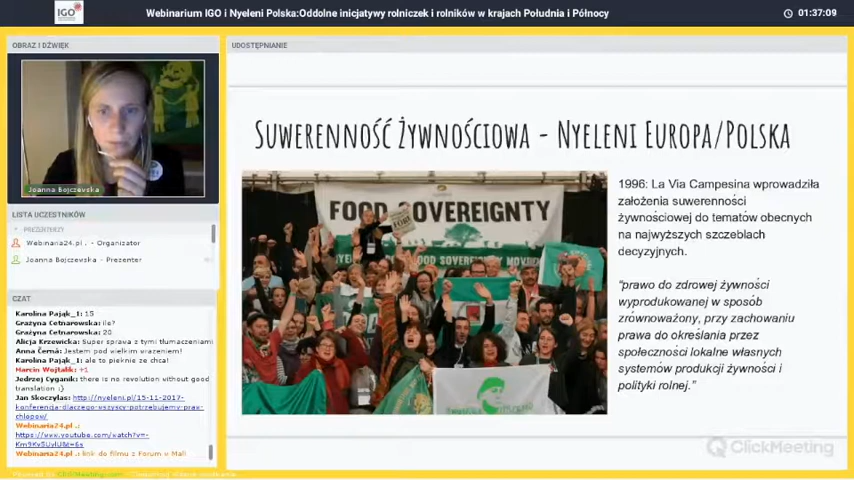 IGO
Webinarium IGO i Nyeleni Polska:Oddolne inicjatywy rolniczek i rolników w krajach Południa i Północy
01:37:09
OBRAZ I DŹWIĘK
Joanna Bojczewska
LISTA UCZESTNIKÓW
PREZENTERZY
Webinaria24.pl . - Organizator
Joanna Bojczewska - Prezenter
CZAT
Karolina Pająk_1: 15
Grażyna Cetnarowska: ile?
Grażyna Cetnarowska: 20
Alicja Krzewicka: Super sprawa z tymi tłumaczeniami
Anna Černá: Jestem pod wielkim wrażeniem!
Karolina Pająk_1: ale to pieknie ze chca!
Marcin Wojtalik: +1
Jedrzej Cyganik: there is no revolution without good
translation :)
Jan Skoczylas: http://nyeleni.pl/15-11-2017-
konferencja-dlaczego-wszyscy-potrzebujemy-praw-
chlopow/
Webinaria24.pl .:
https://www.youtube.com/watch?v=-
Webinaria24.pl .: link do filmu z Forum w Mali
UDOSTĘPNIANIE
Suwerenność Żywnościowa - Nyeleni Europa/Polska
FOOD SOVEREIGNTY
FOOD SOVEREIGNTY
1996: La Via Campesina wprowadziła
założenia suwerenności
żywnościowej do tematów obecnych
na najwyższych szczeblach
decyzyjnych.
“prawo do zdrowej żywności
wyprodukowanej w sposób
zrównoważony, przy zachowaniu
prawa do określania przez
społeczności lokalne własnych
systemów produkcji żywności i
polityki rolnej.”
ClickMeeting